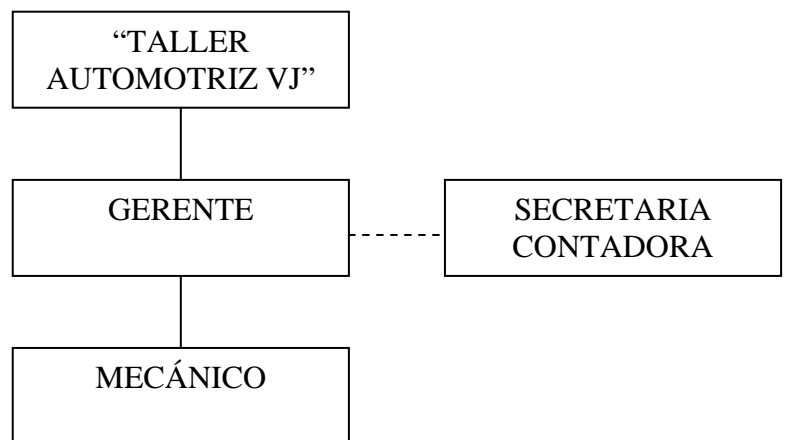 “TALLER
AUTOMOTRIZ VJ”
GERENTE
SECRETARIA
CONTADORA
MECÁNICO